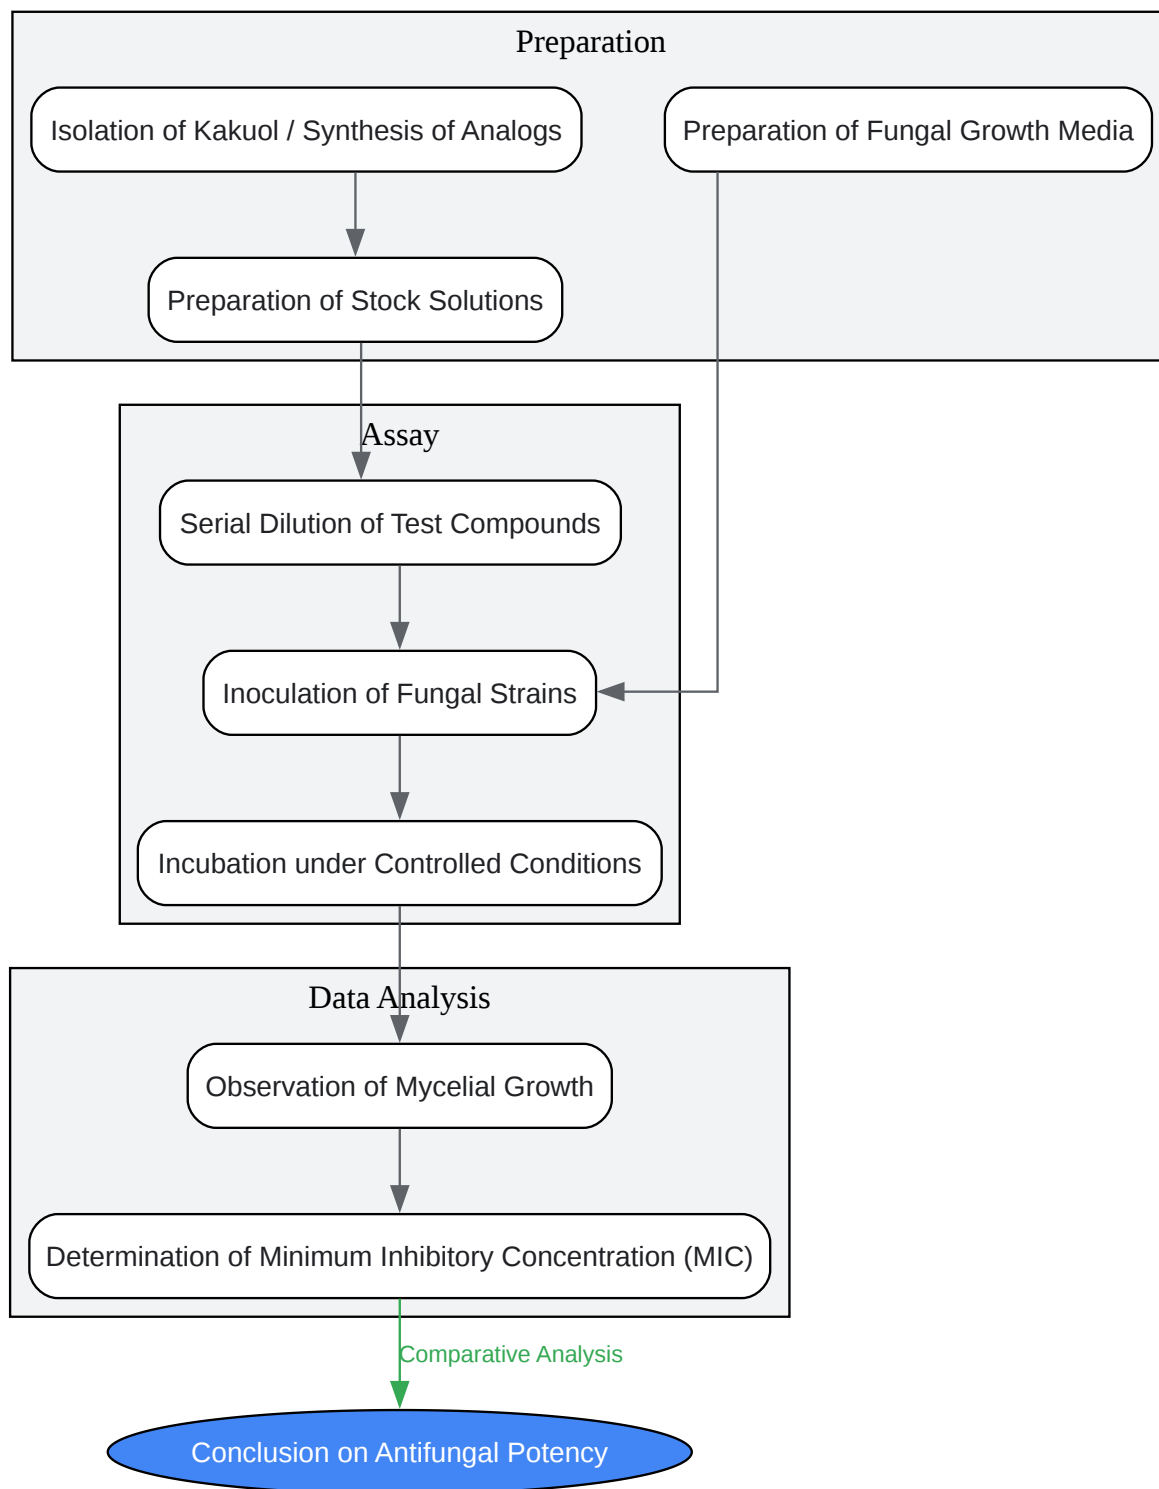 Preparation
Isolation of Kakuol / Synthesis of Analogs
Preparation of Fungal Growth Media
Preparation of Stock Solutions
Assay
Serial Dilution of Test Compounds
Inoculation of Fungal Strains
Incubation under Controlled Conditions
Data Analysis
Observation of Mycelial Growth
Determination of Minimum Inhibitory Concentration (MIC)
Comparative Analysis
Conclusion on Antifungal Potency